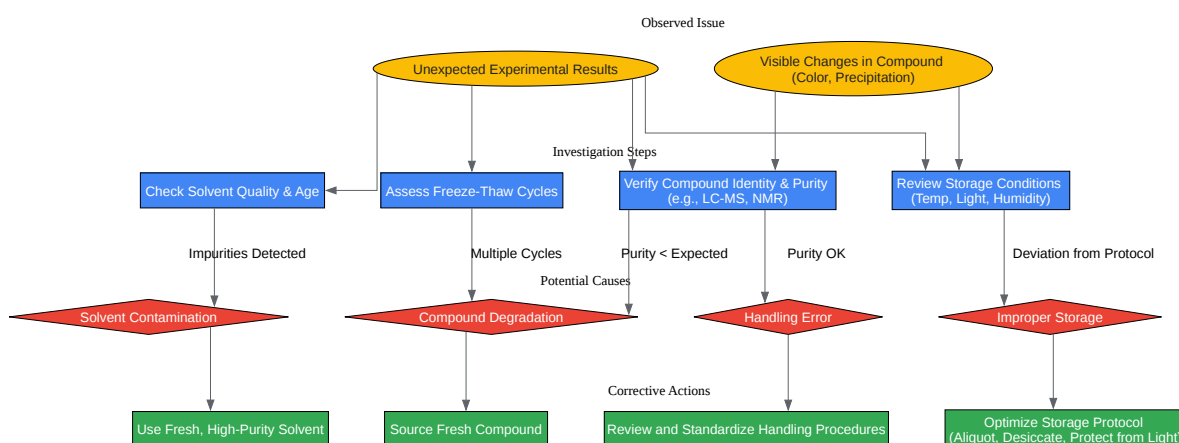 Observed Issue
Unexpected Experimental Results
Visible Changes in Compound
(Color, Precipitation)
Investigation Steps
Check Solvent Quality & Age
Assess Freeze-Thaw Cycles
Verify Compound Identity & Purity
(e.g., LC-MS, NMR)
Review Storage Conditions
(Temp, Light, Humidity)
Impurities Detected
Multiple Cycles
Purity < Expected
Purity OK
Deviation from Protocol
Potential Causes
Solvent Contamination
Compound Degradation
Handling Error
Improper Storage
Corrective Actions
Use Fresh, High-Purity Solvent
Source Fresh Compound
Review and Standardize Handling Procedures
Optimize Storage Protocol
(Aliquot, Desiccate, Protect from Light)